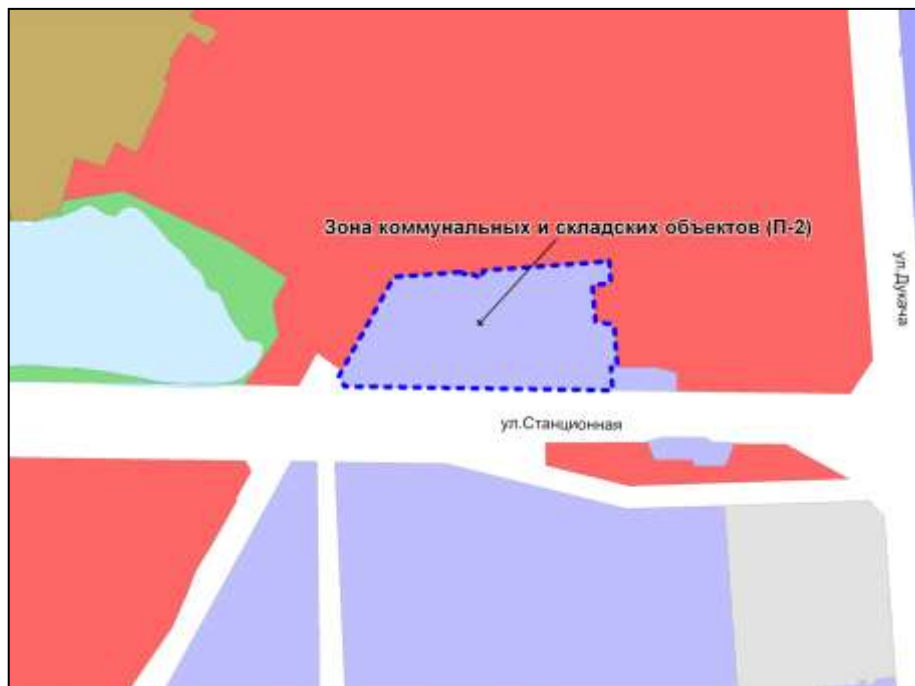 Зона коммунальных и складских объектов (П-2)
ул.Дукача
ул.Станционная